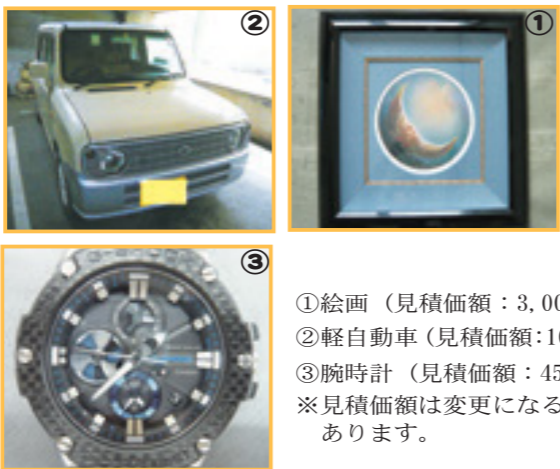 ②
①
③
①絵画（見積価額：3,00
②軽自動車（見積価額：10
③腕時計（見積価額：45
※見積価額は変更になる
あります。